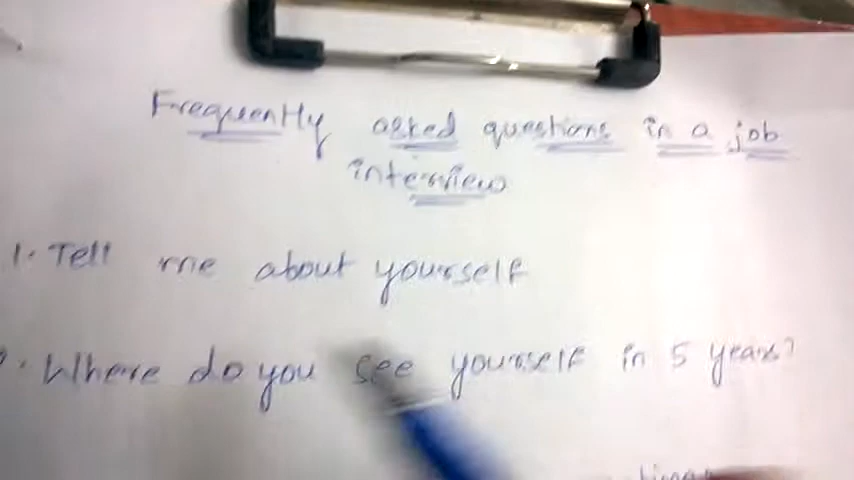 Frequently asked questions in a job
interview
1. Tell me about yourself
2. Where do you see yourself in 5 years?